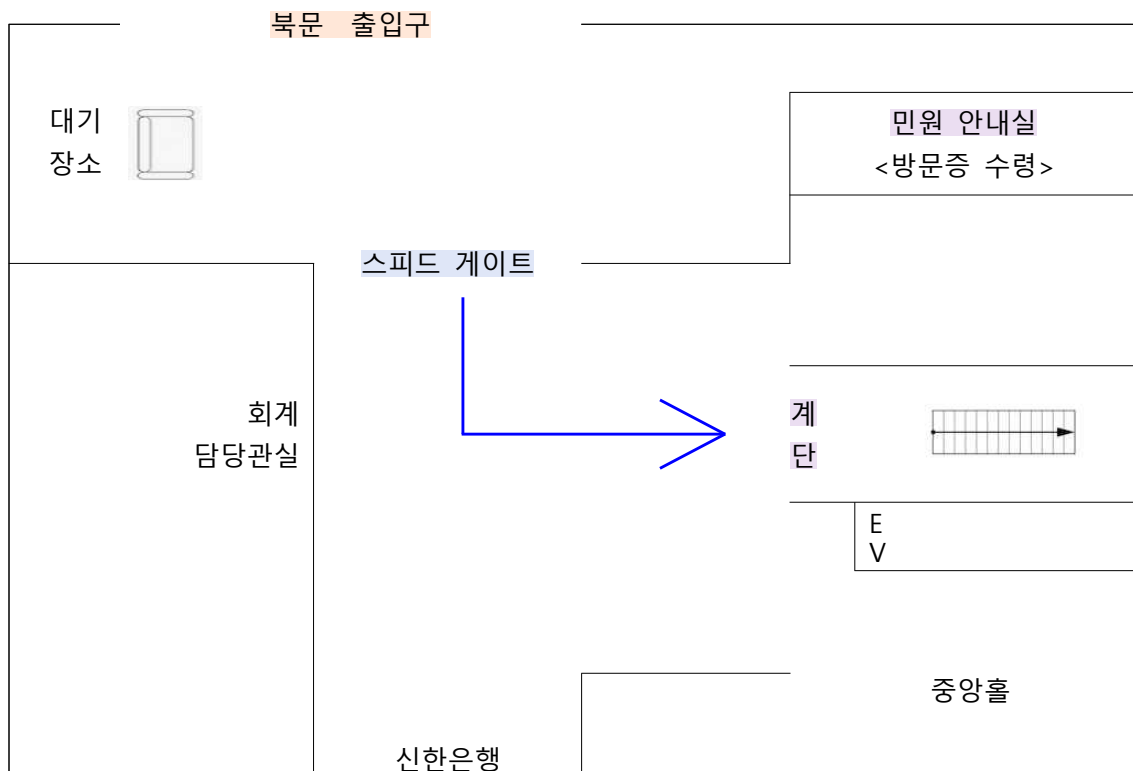 북문 출입구
대기
장소
민원 안내실
<방문증 수령>
스피드 게이트
회계
담당관실
계
단
E
V
중앙홀
신한은행